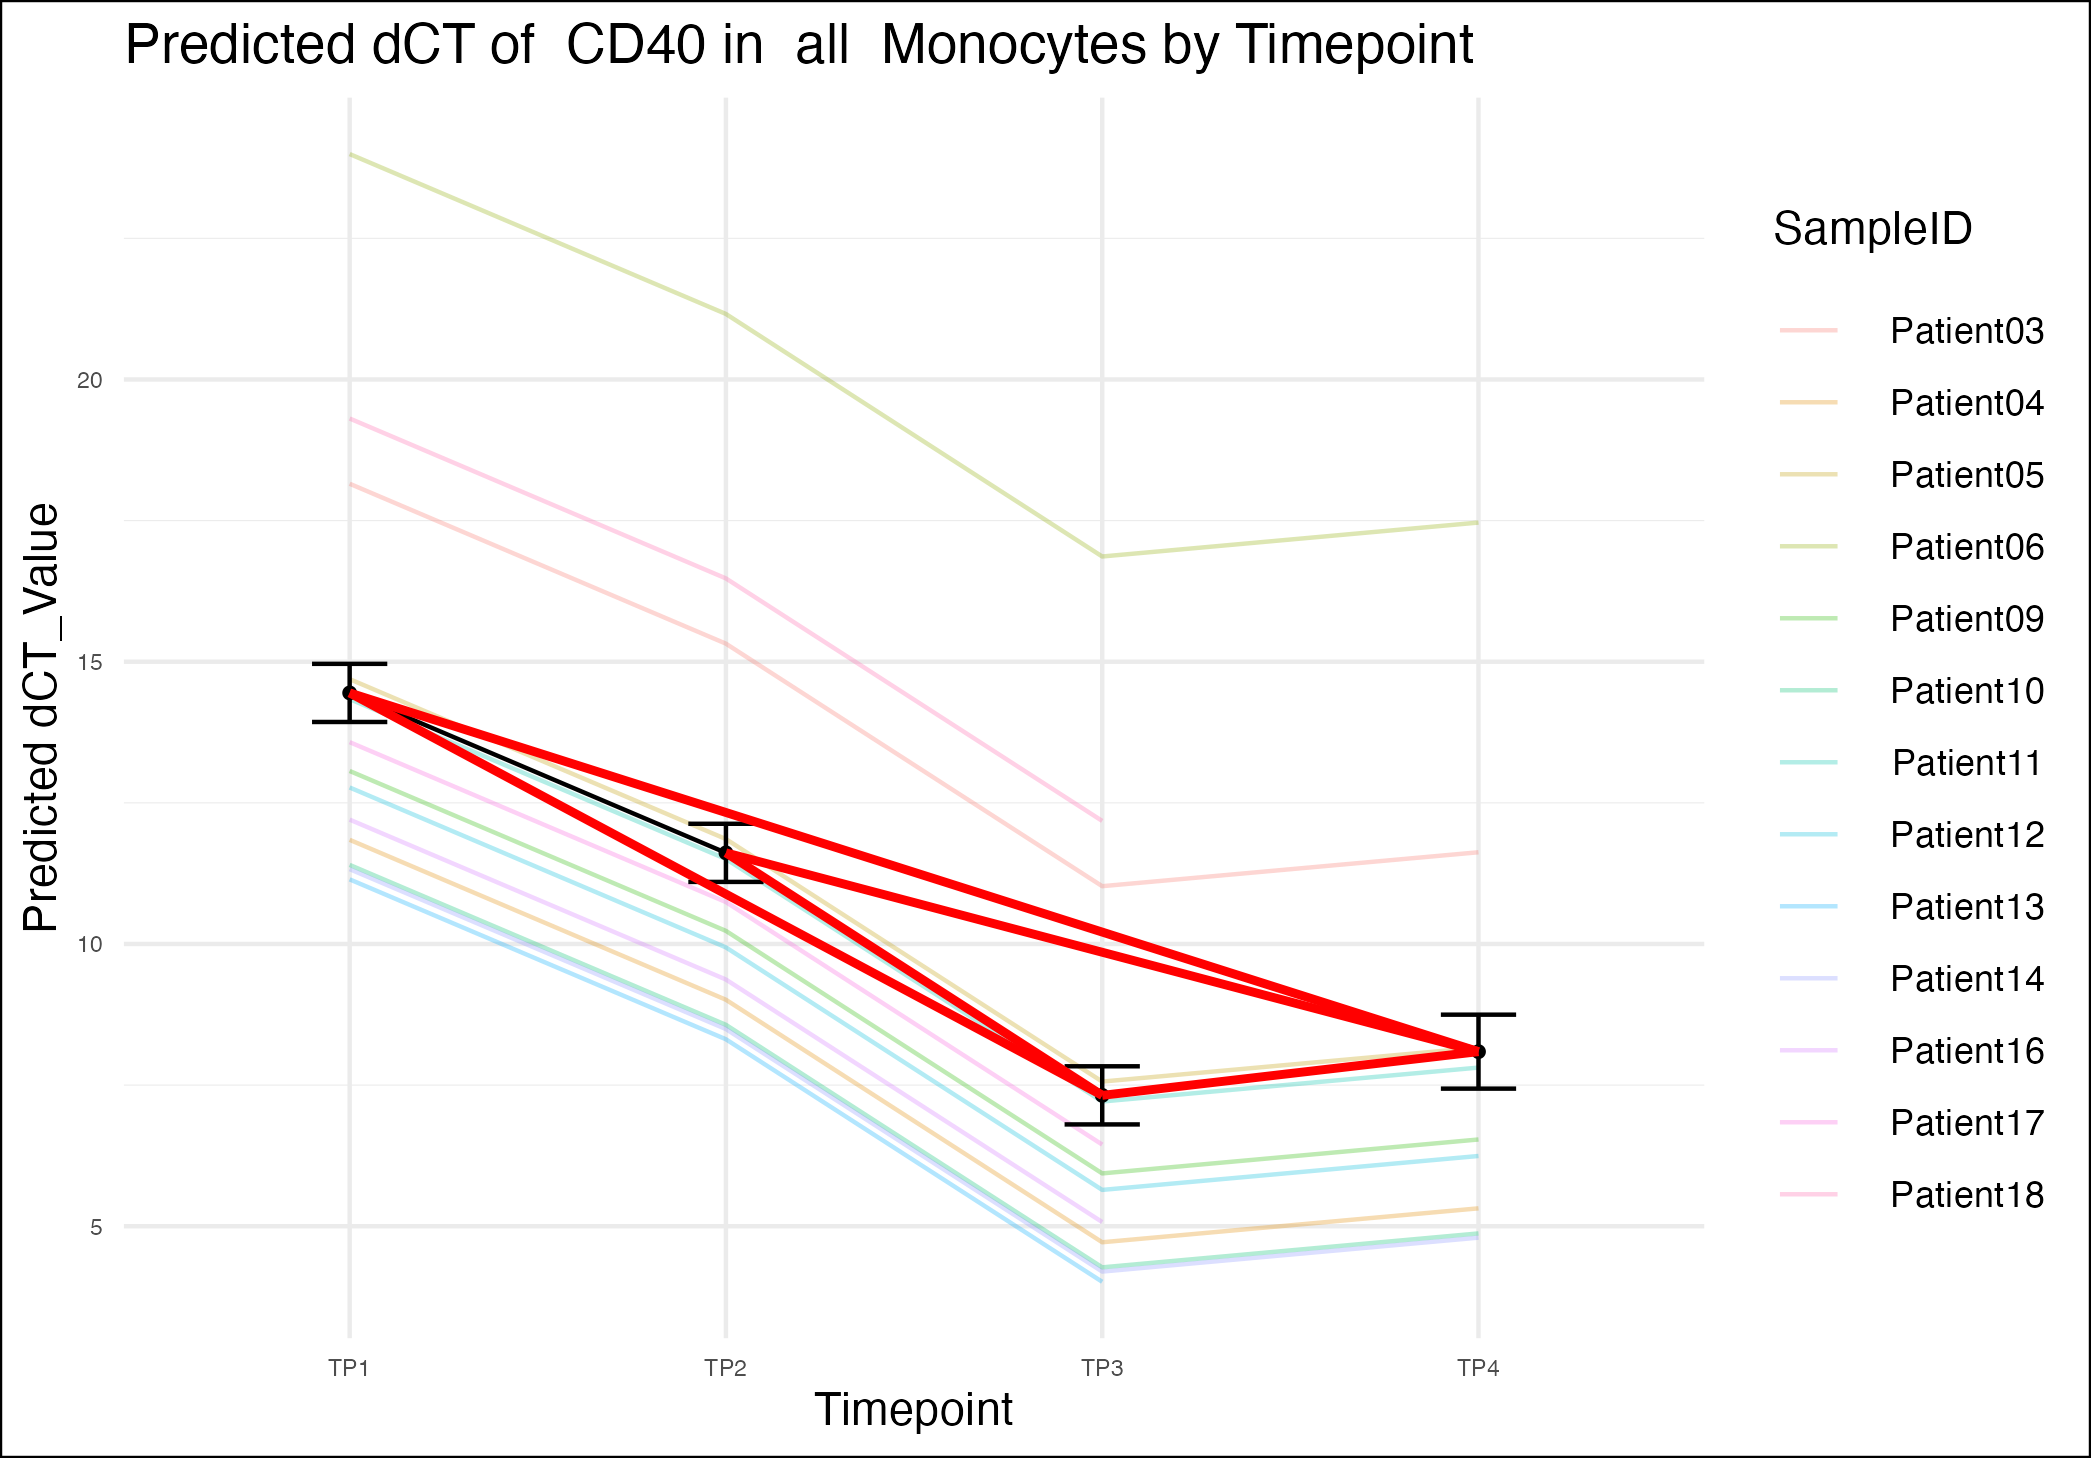 Predicted dCT of  CD40 in  all  Monocytes by Timepoint
Predicted dCT_Value
20
15
10
5
TP1
TP2
TP3
TP4
Timepoint
SampleID
Patient03
Patient04
Patient05
Patient06
Patient09
Patient10
Patient11
Patient12
Patient13
Patient14
Patient16
Patient17
Patient18